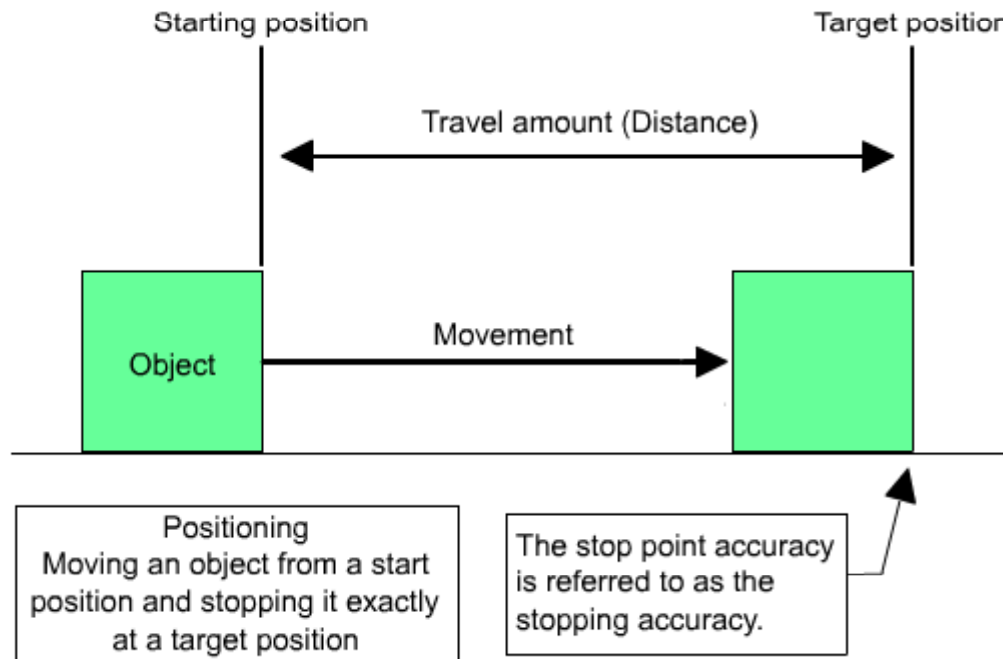 Starting position
Target position
Travel amount (Distance)
Movement
Object
Positioning
Moving an object from a start
position and stopping it exactly
at a target position
The stop point accuracy
is referred to as the
stopping accuracy.